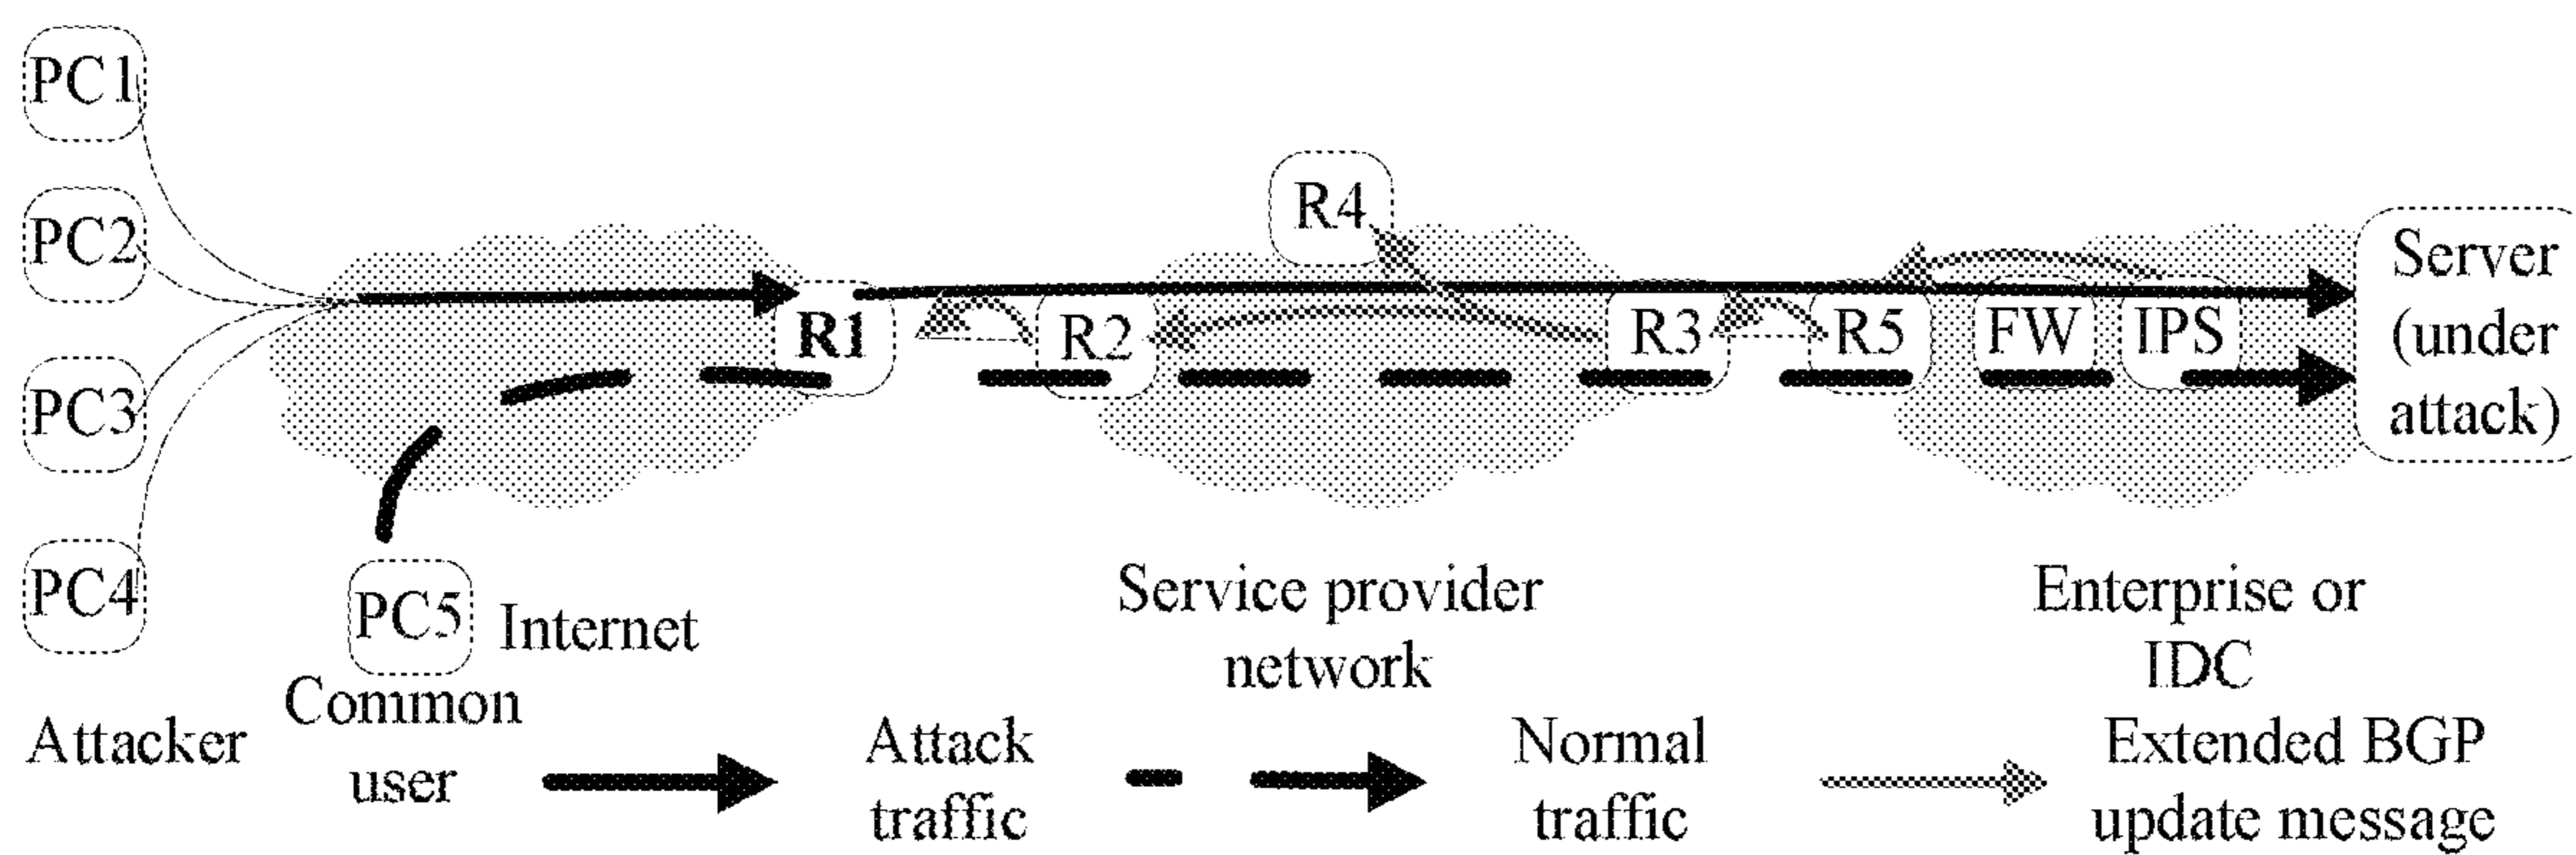 PC1
PC2
PC3
PC4
Attacker
PC5
Common
user
Internet
R1
R2
R4
R3
R5
FW
IPS
Server
(under
attack)
Service provider
network
Enterprise or
IDC
Attack
traffic
Normal
traffic
Extended BGP
update message